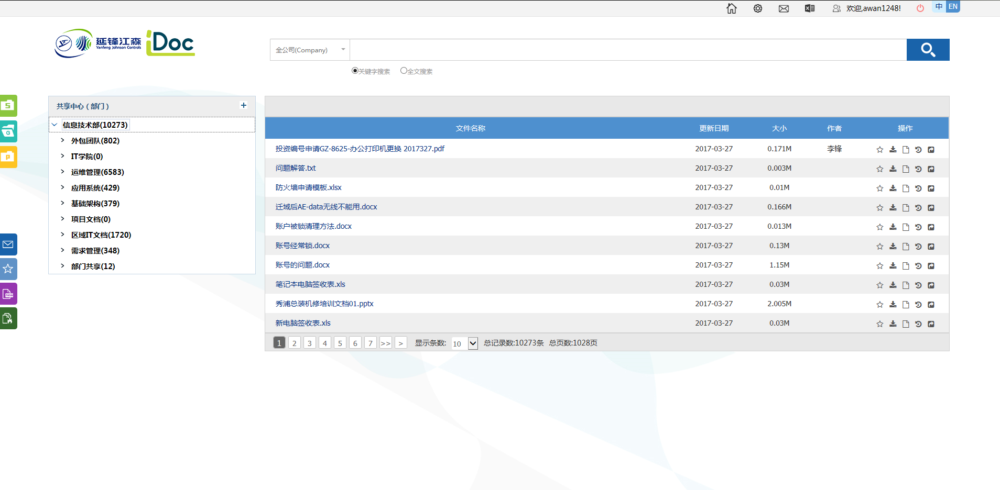 欢迎,awan1248! 中 EN
延锋江森
Yanfeng Johnson Controls
iDoc
全公司(Company)
关键字搜索 全文搜索
S
G
P
new
共享中心（部门）
信息技术部(10273)
外包团队(802)
IT学院(0)
运维管理(6583)
应用系统(429)
基础架构(379)
项目文档(0)
区域IT文档(1720)
需求管理(348)
部门共享(12)
文件名称 更新日期 大小 作者 操作
投资编号申请GZ-8625-办公打印机更换 2017327.pdf 2017-03-27 0.171M 李锋
问题解答.txt 2017-03-27 0.003M
防火墙申请模板.xlsx 2017-03-27 0.01M
迁域后AE-data无线不能用.docx 2017-03-27 0.166M
账户被锁清理方法.docx 2017-03-27 0.013M
账号经常锁.docx 2017-03-27 0.13M
账号的问题.docx 2017-03-27 1.15M
笔记本电脑签收表.xls 2017-03-27 0.03M
秀浦总装机修培训文档01.pptx 2017-03-27 2.005M
新电脑签收表.xls 2017-03-27 0.03M
1 2 3 4 5 6 7 >> > 显示条数: 10 总记录数:10273条 总页数:1028页